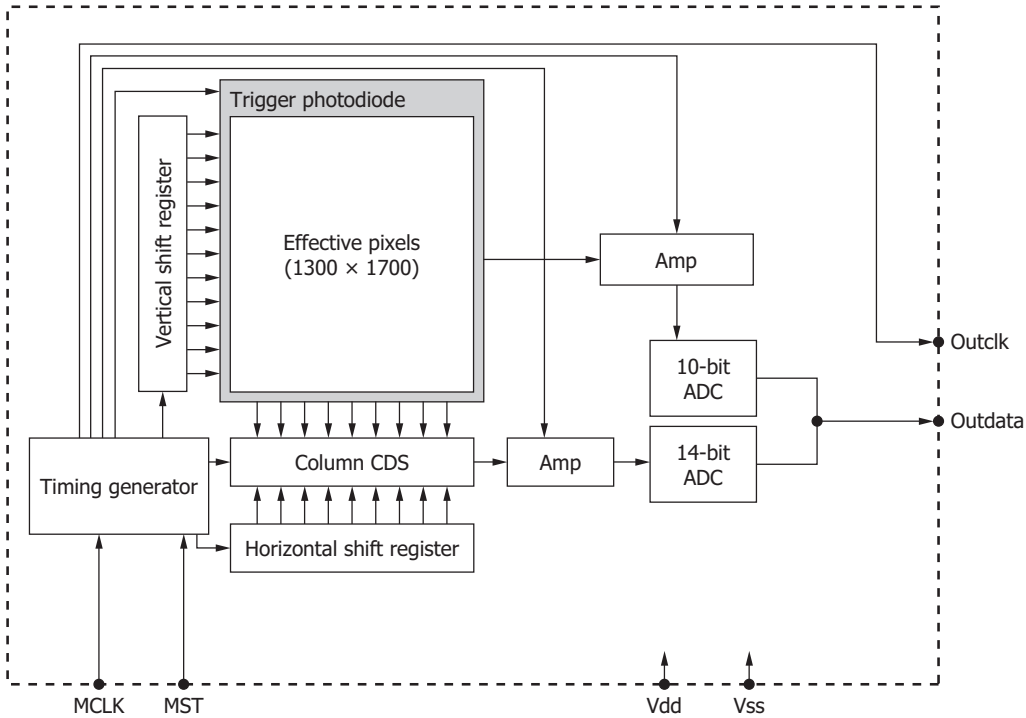 Trigger photodiode
Vertical shift register
Effective pixels
(1300 × 1700)
Amp
Outclk
10-bit
ADC
Outdata
Timing generator
Column CDS
Amp
14-bit
ADC
Horizontal shift register
MCLK
MST
Vdd
Vss